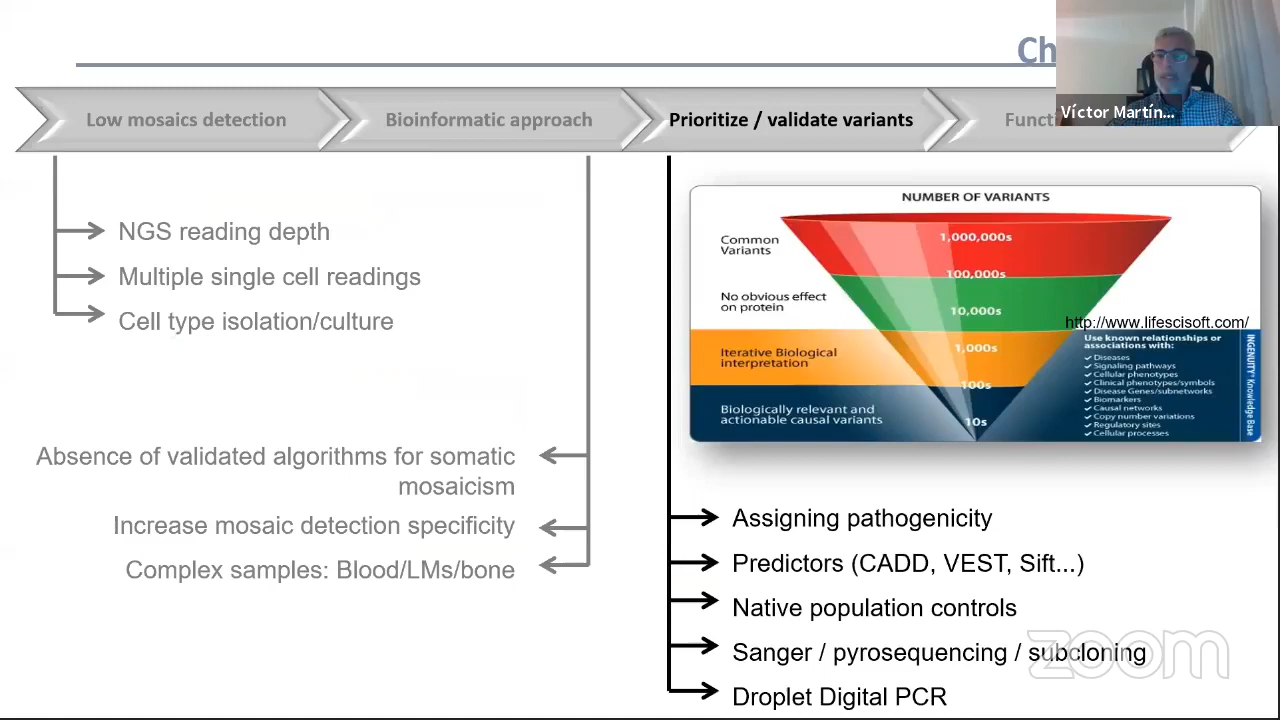 Ch
Víctor Martín...
Low mosaics detection
Bioinformatic approach
Prioritize / validate variants
Functi
NGS reading depth
Multiple single cell readings
Cell type isolation/culture
Absence of validated algorithms for somatic
mosaicism
Increase mosaic detection specificity
Complex samples: Blood/LMs/bone
NUMBER OF VARIANTS
Common
Variants
1,000,000s
100,000s
No obvious effect
on protein
10,000s
http://www.lifescisoft.com/
Iterative Biological
interpretation
1,000s
100s
Biologically relevant and
actionable causal variants
10s
Use known relationships or
associations with:
✓ Diseases
✓ Signaling pathways
✓ Cellular phenotypes
✓ Clinical phenotypes/symbols
✓ Disease Genes/subnetworks
✓ Biomarkers
✓ Causal networks
✓ Copy number variations
✓ Regulatory sites
✓ Cellular processes
INGENUITY Knowledge Base
Assigning pathogenicity
Predictors (CADD, VEST, Sift...)
Native population controls
Sanger / pyrosequencing / subcloning
Droplet Digital PCR
zoom